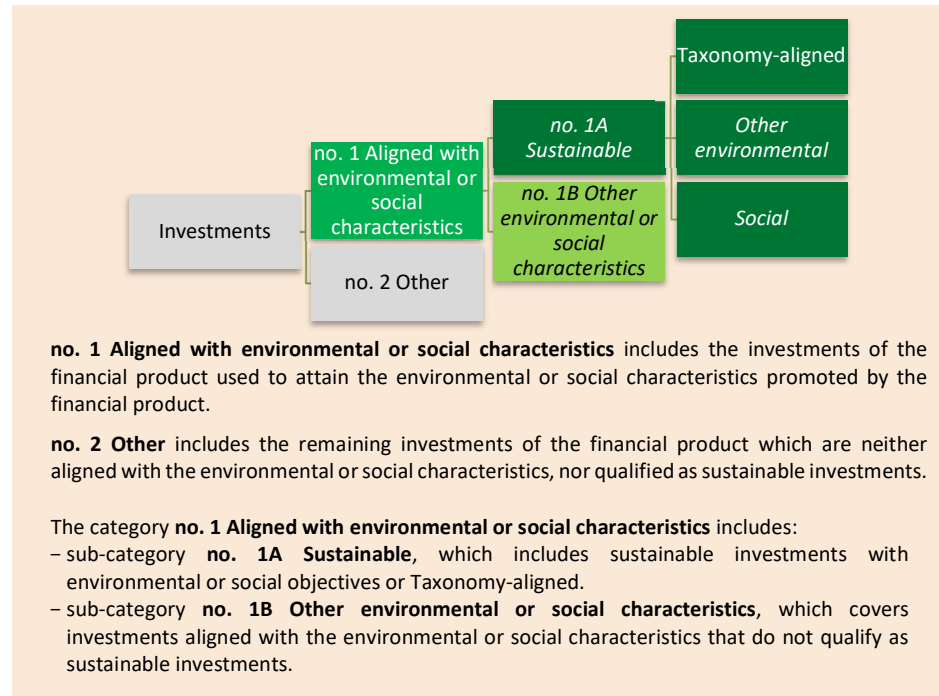 Taxonomy-aligned
no. 1A
Sustainable
Other
environmental
no. 1 Aligned with
environmental or
social
characteristics
no. 1B Other
environmental or
social
characteristics
Social
Investments
no. 2 Other
no. 1 Aligned with environmental or social characteristics includes the investments of the
financial product used to attain the environmental or social characteristics promoted by the
financial product.
no. 2 Other includes the remaining investments of the financial product which are neither
aligned with the environmental or social characteristics, nor qualified as sustainable investments.
The category no. 1 Aligned with environmental or social characteristics includes:
– sub-category no. 1A Sustainable, which includes sustainable investments with
environmental or social objectives or Taxonomy-aligned.
– sub-category no. 1B Other environmental or social characteristics, which covers
investments aligned with the environmental or social characteristics that do not qualify as
sustainable investments.